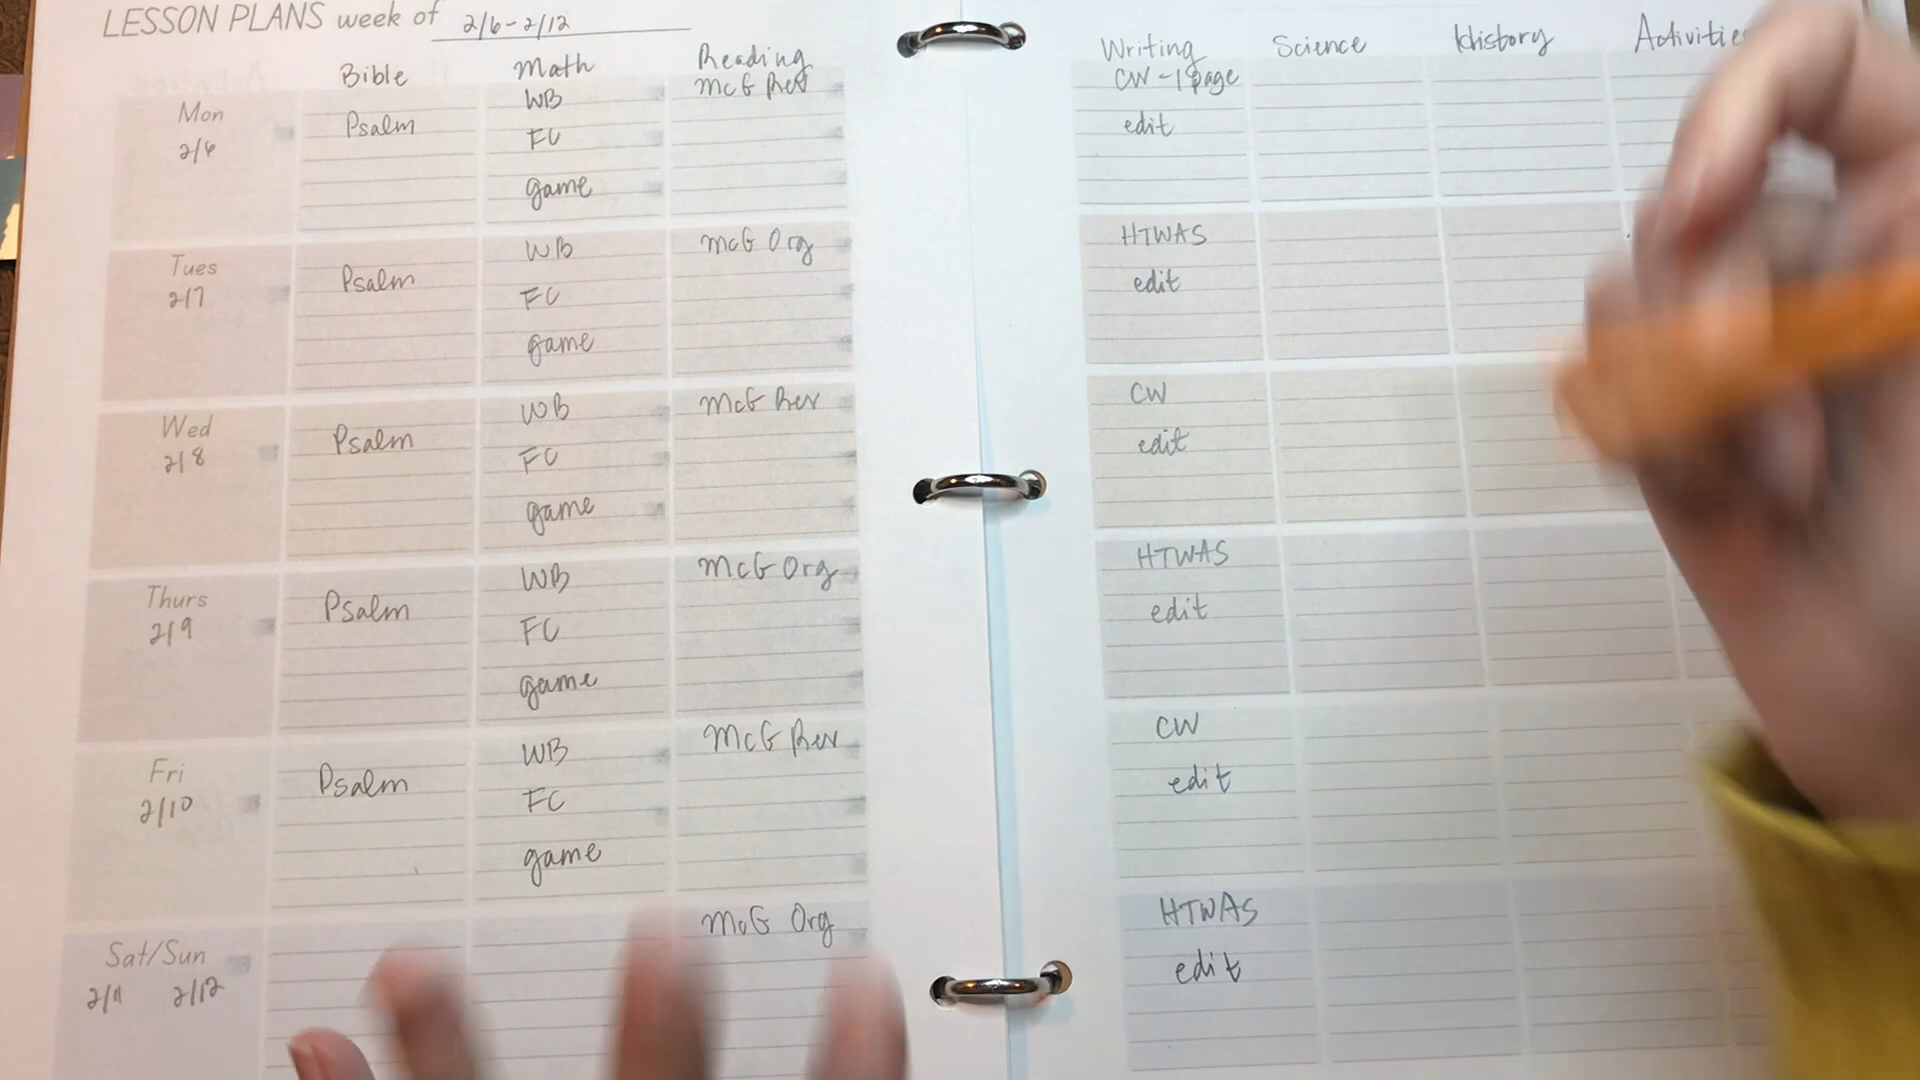 LESSON PLANS week of 2/6-2/12
Bible Math Reading
Mon
2/6
Psalm
WB
FC
game
McG Rev
Tues
2/7
Psalm
WB
FC
game
McG Org
Wed
2/8
Psalm
WB
FC
game
McG Rev
Thurs
2/9
Psalm
WB
FC
game
McG Org
Fri
2/10
Psalm
WB
FC
game
McG Rev
Sat/Sun
2/11 2/12
McG Org
Writing Science History Activities
CW - 1 page
edit
HTWAS
edit
CW
edit
HTWAS
edit
CW
edit
HTWAS
edit